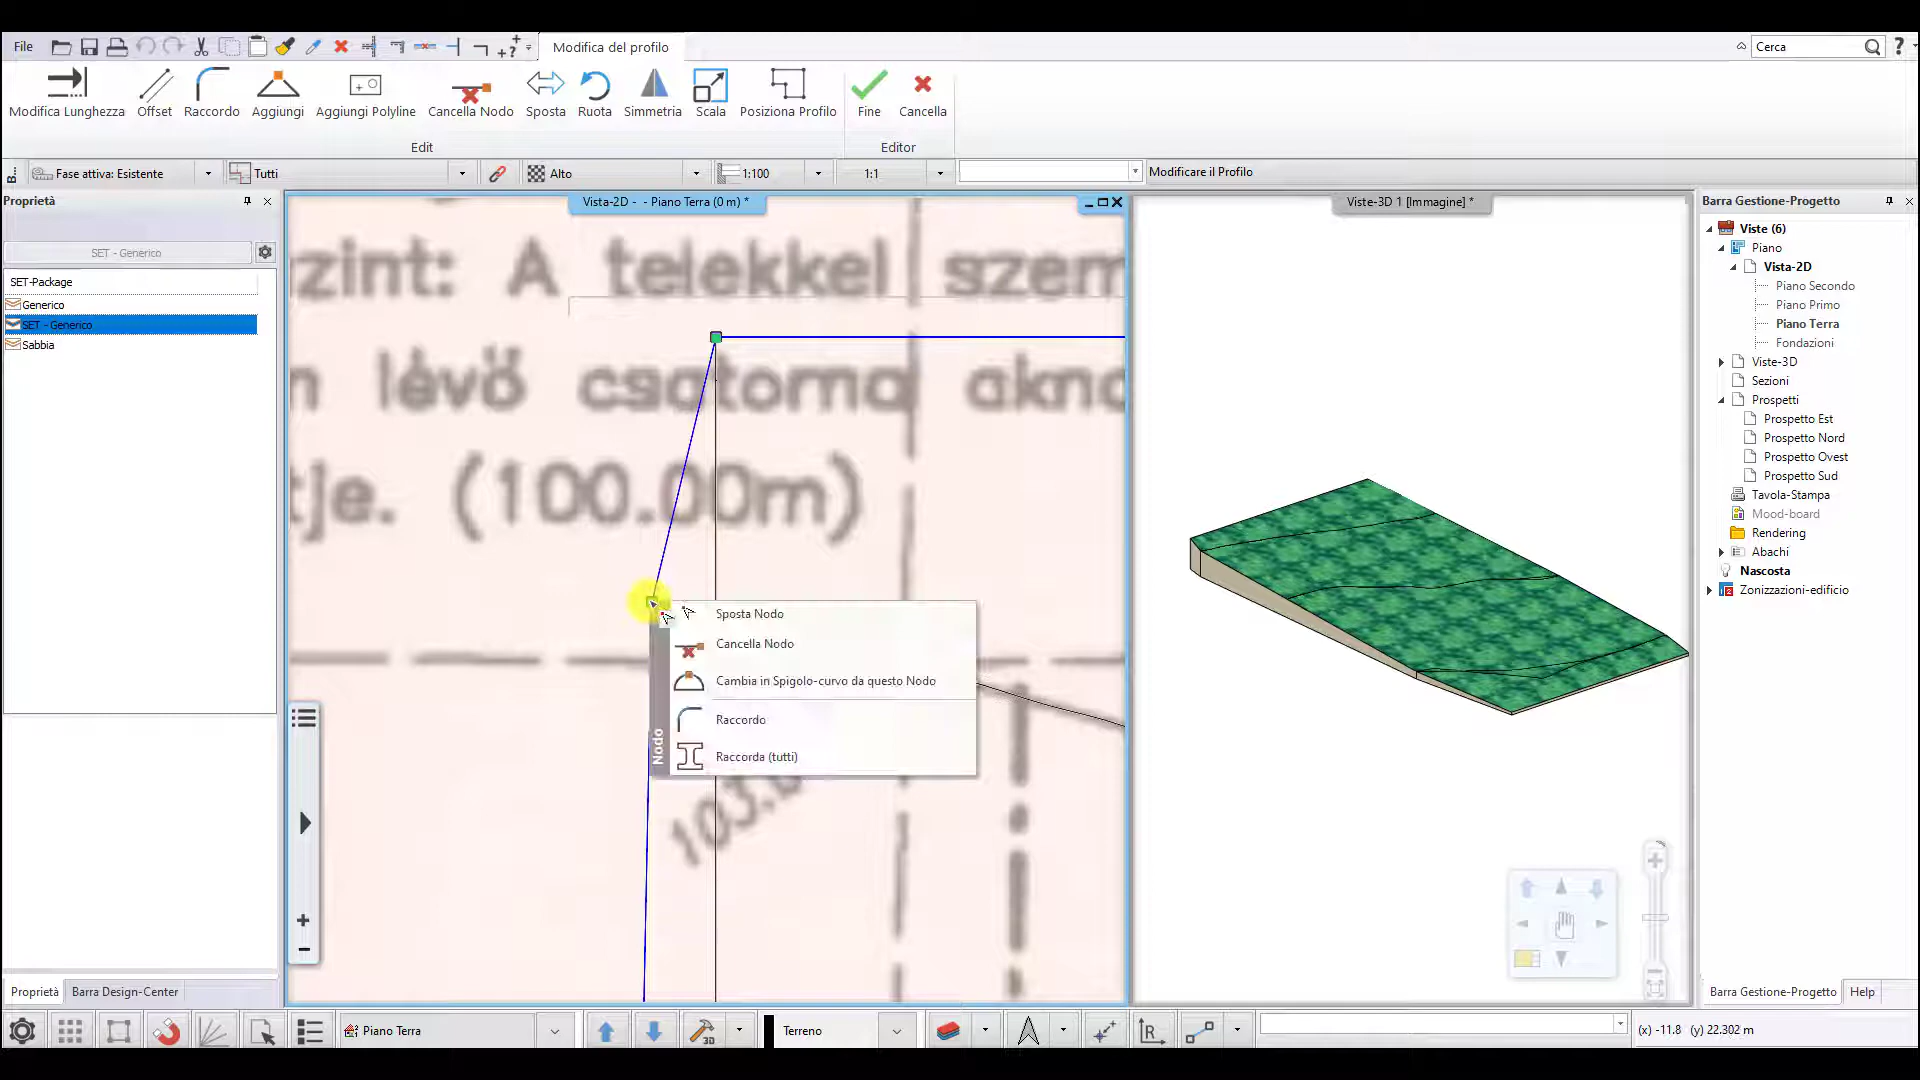 File
Modifica del profilo
Cerca
?
Modifica Lunghezza
Offset
Raccordo
Aggiungi
Aggiungi Polyline
Cancella Nodo
Sposta
Ruota
Simmetria
Scala
Posiziona Profilo
Fine
Cancella
Edit
Editor
B..
Fase attiva: Esistente
Tutti
Alto
1:100
1:1
Modificare il Profilo
Proprietà
Vista-2D - - Piano Terra (0 m) *
Viste-3D 1 [Immagine] *
Barra Gestione-Progetto
SET - Generico
SET-Package
Generico
SET - Generico
Sabbia
zint: A telekkel szem
n lévő csatorna akna
tje. (100.00m)
Sposta Nodo
Cancella Nodo
Cambia in Spigolo-curvo da questo Nodo
Raccordo
Raccorda (tutti)
Nodo
Viste (6)
Piano
Vista-2D
Piano Secondo
Piano Primo
Piano Terra
Fondazioni
Viste-3D
Sezioni
Prospetti
Prospetto Est
Prospetto Nord
Prospetto Ovest
Prospetto Sud
Tavola-Stampa
Mood-board
Rendering
Abachi
Nascosta
Zonizzazioni-edificio
Proprietà
Barra Design-Center
Barra Gestione-Progetto
Help
Piano Terra
3D
Terreno
R
(x) -11.8 (y) 22.302 m